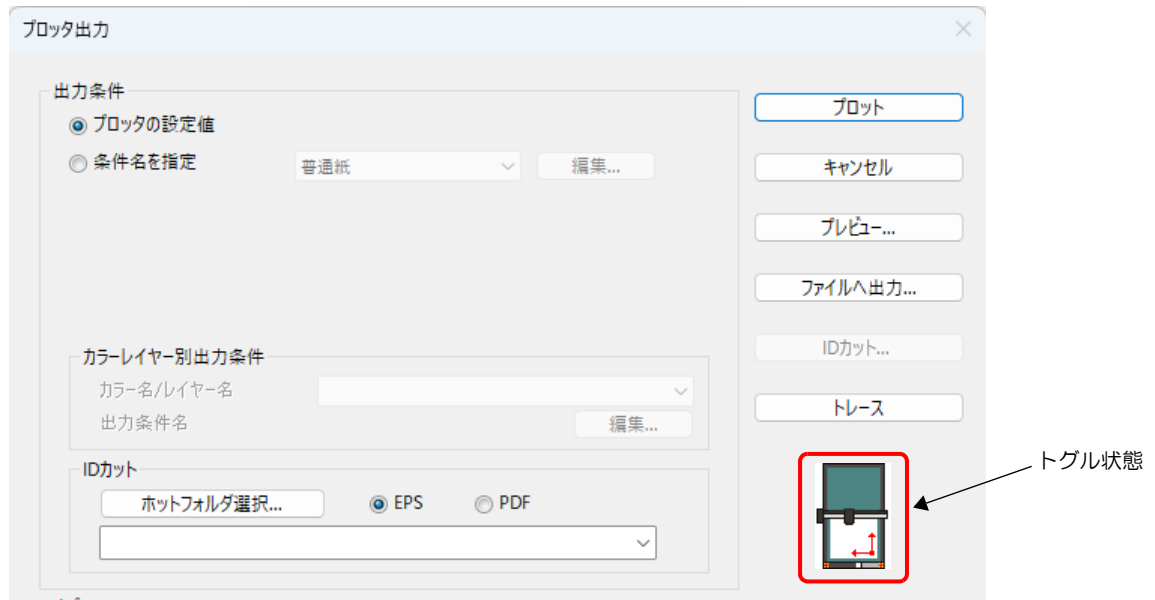 プロッタ出力
出力条件
プロッタの設定値
条件名を指定
普通紙
編集...
カラーレイヤー別出力条件
カラー名/レイヤー名
出力条件名
編集...
IDカット
ホットフォルダ選択...
EPS
PDF
プロット
キャンセル
プレビュー...
ファイルへ出力...
IDカット...
トレース
トグル状態